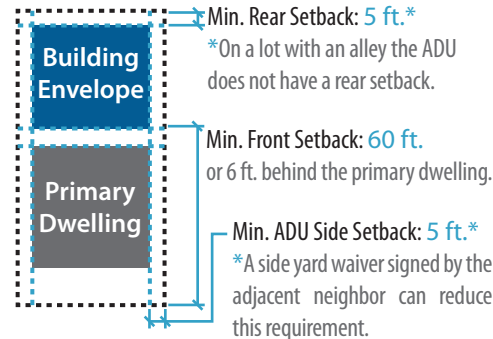 Min. Rear Setback: 5 ft.*
*On a lot with an alley the ADU
does not have a rear setback.
Building
Envelope
Min. Front Setback: 60 ft.
or 6 ft. behind the primary dwelling.
Primary
Dwelling
Min. ADU Side Setback: 5 ft.*
*A side yard waiver signed by the
adjacent neighbor can reduce
this requirement.